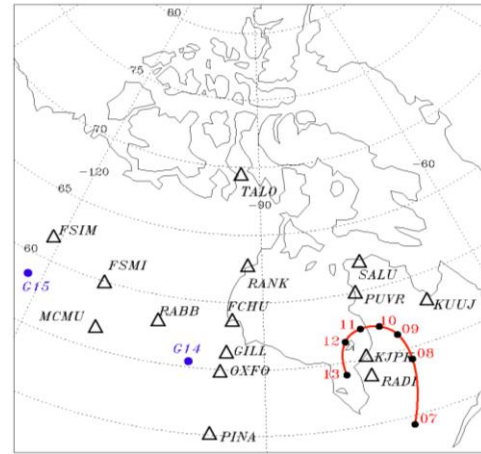 80
75
70
-120
-60
65
TALO
-90
FSIM
60
G15
FSMI
RANK
SALU
FCHU
PUVR
KUUJ
MCMU
RABB
11
10
09
12
GILL
G14
KJPK
08
OXFO
13
RADI
07
PINA